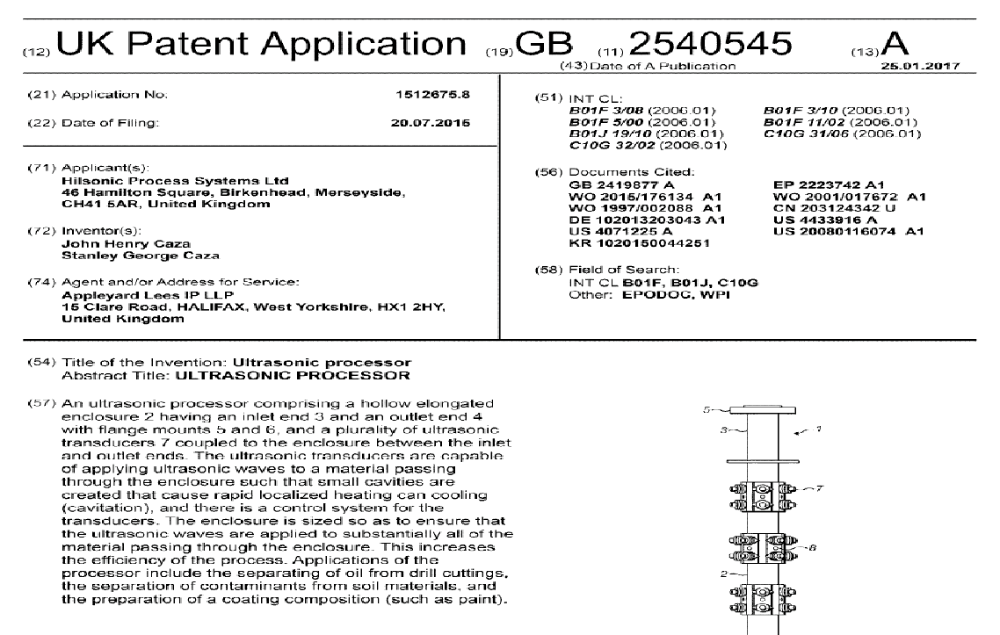 (12) UK Patent Application (19) GB (11) 2540545 (13) A
(43) Date of A Publication 25.01.2017
(21) Application No: 1512675.8
(22) Date of Filing: 20.07.2015
(71) Applicant(s):
Hilsonic Process Systems Ltd
46 Hamilton Square, Birkenhead, Merseyside,
CH41 5AR, United Kingdom
(72) Inventor(s):
John Henry Caza
Stanley George Caza
(74) Agent and/or Address for Service:
Appleyard Lees IP LLP
15 Clare Road, HALIFAX, West Yorkshire, HX1 2HY,
United Kingdom
(51) INT CL:
B01F 3/08 (2006.01) B01F 3/10 (2006.01)
B01F 5/00 (2006.01) B01F 11/02 (2006.01)
B01J 19/10 (2006.01) C10G 31/06 (2006.01)
C10G 32/02 (2006.01)
(56) Documents Cited:
GB 2419877 A EP 2223742 A1
WO 2015/176134 A1 WO 2001/017672 A1
WO 1997/002088 A1 CN 203124342 U
DE 102013203043 A1 US 4433916 A
US 4071225 A US 20080116074 A1
KR 1020150044251
(58) Field of Search:
INT CL B01F, B01J, C10G
Other: EPODOC, WPI
(54) Title of the Invention: Ultrasonic processor
Abstract Title: ULTRASONIC PROCESSOR
(57) An ultrasonic processor comprising a hollow elongated
enclosure 2 having an inlet end 3 and an outlet end 4
with flange mounts 5 and 6, and a plurality of ultrasonic
transducers 7 coupled to the enclosure between the inlet
and outlet ends. The ultrasonic transducers are capable
of applying ultrasonic waves to a material passing
through the enclosure such that small cavities are
created that cause rapid localized heating can cooling
(cavitation), and there is a control system for the
transducers. The enclosure is sized so as to ensure that
the ultrasonic waves are applied to substantially all of the
material passing through the enclosure. This increases
the efficiency of the process. Applications of the
processor include the separating of oil from drill cuttings,
the separation of contaminants from soil materials, and
the preparation of a coating composition (such as paint).
5
3
1
7
8
2